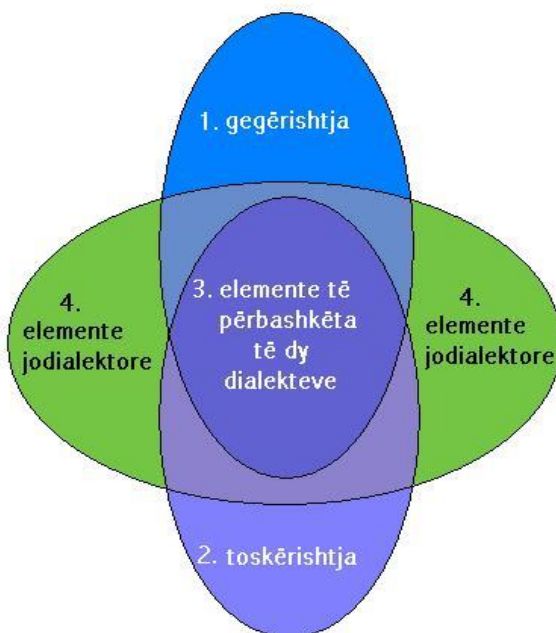 1. gegërishtja
3. elemente të
përbashkëta
të dy
dialekteve
4.
elemente
jodialektore
4.
elemente
jodialektore
2. toskërishtja